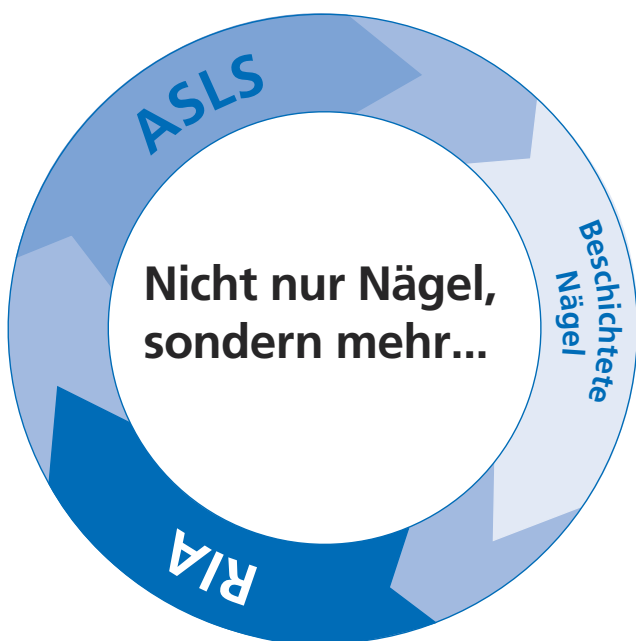 ASLS
Beschichtete
Nägel
Nicht nur Nägel,
sondern mehr...
RIA